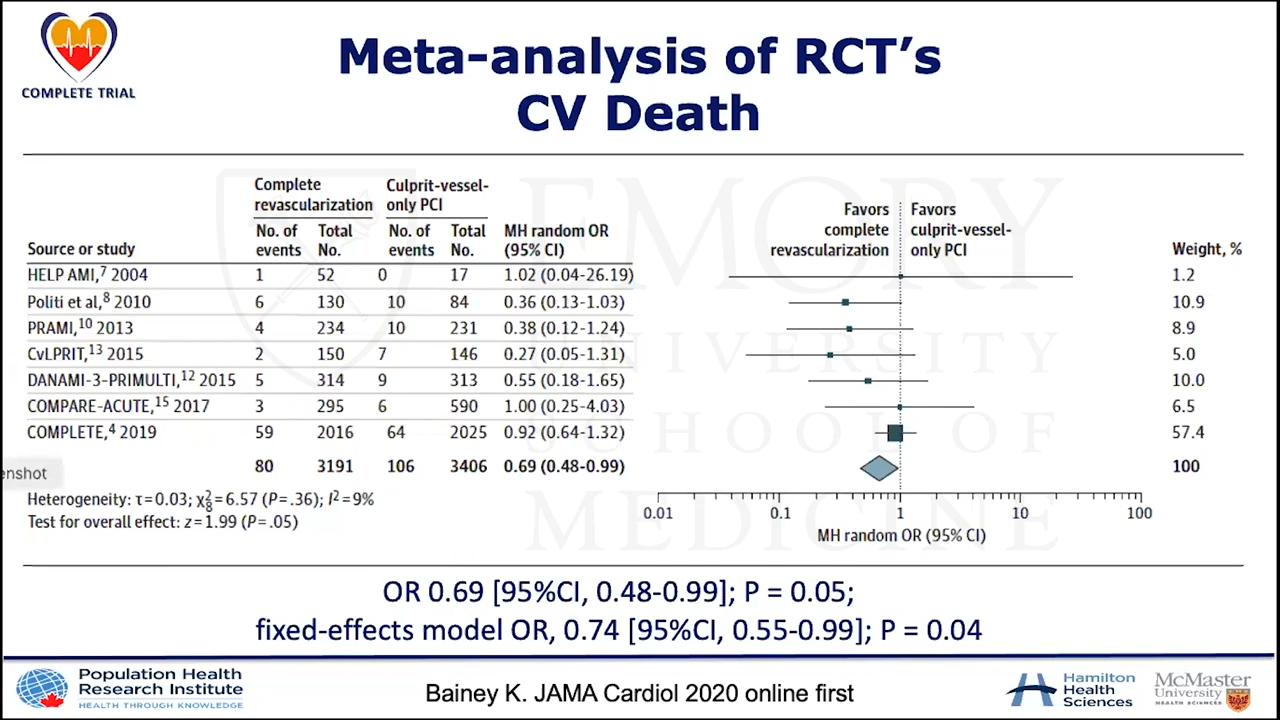 COMPLETE TRIAL
Meta-analysis of RCT's
CV Death
EMORY
UNIVERSITY
SCHOOL OF
MEDICINE
Complete revascularization Culprit-vessel-only PCI
Favors complete revascularization Favors culprit-vessel-only PCI
Source or study No. of events Total No. No. of events Total No. MH random OR (95% CI) Weight, %
HELP AMI,7 2004 1 52 0 17 1.02 (0.04-26.19) 1.2
Politi et al,8 2010 6 130 10 84 0.36 (0.13-1.03) 10.9
PRAMI,10 2013 4 234 10 231 0.38 (0.12-1.24) 8.9
CvLPRIT,13 2015 2 150 7 146 0.27 (0.05-1.31) 5.0
DANAMI-3-PRIMULTI,12 2015 5 314 9 313 0.55 (0.18-1.65) 10.0
COMPARE-ACUTE,15 2017 3 295 6 590 1.00 (0.25-4.03) 6.5
COMPLETE,4 2019 59 2016 64 2025 0.92 (0.64-1.32) 57.4
80 3191 106 3406 0.69 (0.48-0.99) 100
enshot
Heterogeneity: τ=0.03; χ²8=6.57 (P=.36); I²=9%
Test for overall effect: z=1.99 (P=.05)
0.01 0.1 1 10 100
MH random OR (95% CI)
OR 0.69 [95%CI, 0.48-0.99]; P = 0.05;
fixed-effects model OR, 0.74 [95%CI, 0.55-0.99]; P = 0.04
Population Health
Research Institute
HEALTH THROUGH KNOWLEDGE
Bainey K. JAMA Cardiol 2020 online first
Hamilton
Health
Sciences
McMaster
University
HEALTH SCIENCES